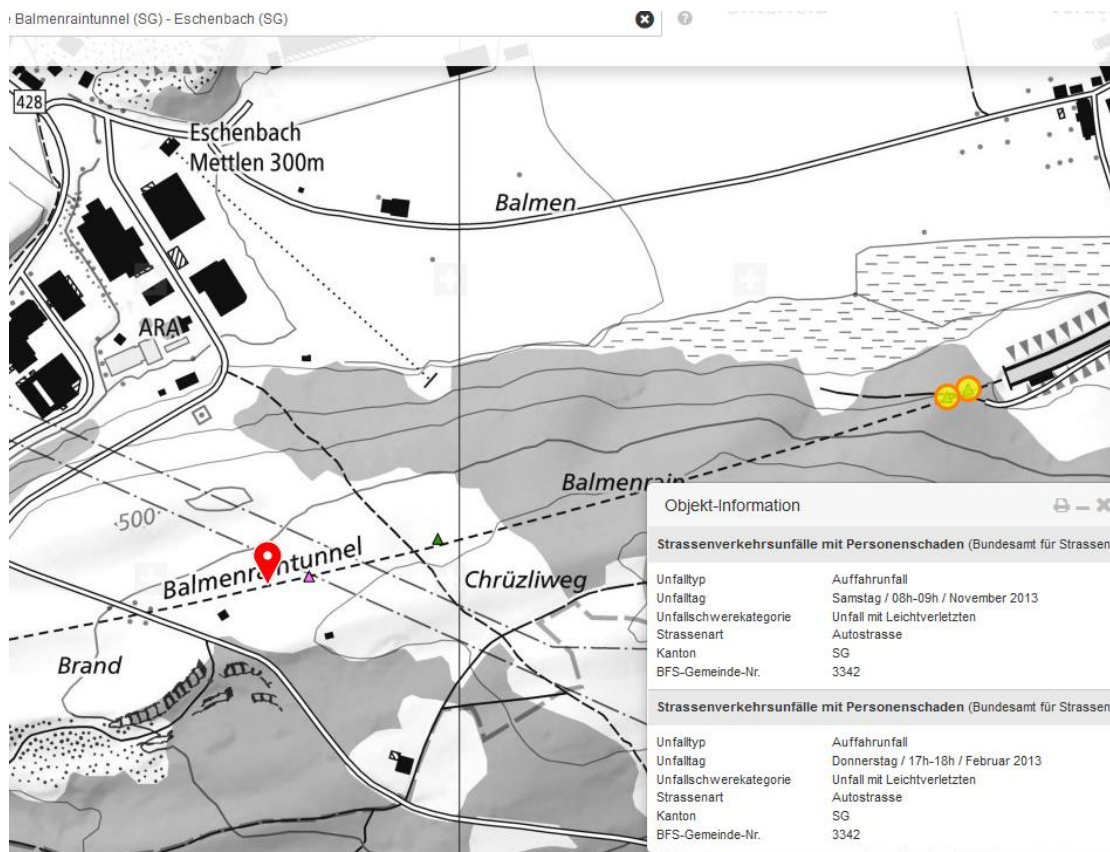 Balmenraintunnel (SG) - Eschenbach (SG)
428
Eschenbach
Mettlen 300m
Balmen
ARA
Balmenrain
500
Balmenraintunnel
Chrüzliweg
Brand
Objekt-Information
Strassenverkehrsunfälle mit Personenschaden (Bundesamt für Strassen
Unfalltyp Auffahrunfall
Unfalltag Samstag / 08h-09h / November 2013
Unfallschwerekategorie Unfall mit Leichtverletzten
Strassenart Autostrasse
Kanton SG
BFS-Gemeinde-Nr. 3342
Strassenverkehrsunfälle mit Personenschaden (Bundesamt für Strassen
Unfalltyp Auffahrunfall
Unfalltag Donnerstag / 17h-18h / Februar 2013
Unfallschwerekategorie Unfall mit Leichtverletzten
Strassenart Autostrasse
Kanton SG
BFS-Gemeinde-Nr. 3342